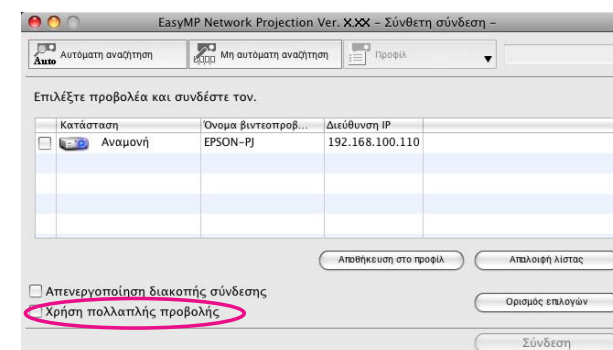 EasyMP Network Projection Ver. X.XX – Σύνθετη σύνδεση –
Auto Αυτόματη αναζήτηση Μη αυτόματη αναζήτηση Προφίλ
Επιλέξτε προβολέα και συνδέστε τον.
Κατάσταση Όνομα βιντεοπροβ... Διεύθυνση IP
Αναμονή EPSON-PJ 192.168.100.110
Αποθήκευση στο προφίλ Απαλοιφή λίστας
Απενεργοποίηση διακοπής σύνδεσης
Χρήση πολλαπλής προβολής
Ορισμός επιλογών
Σύνδεση